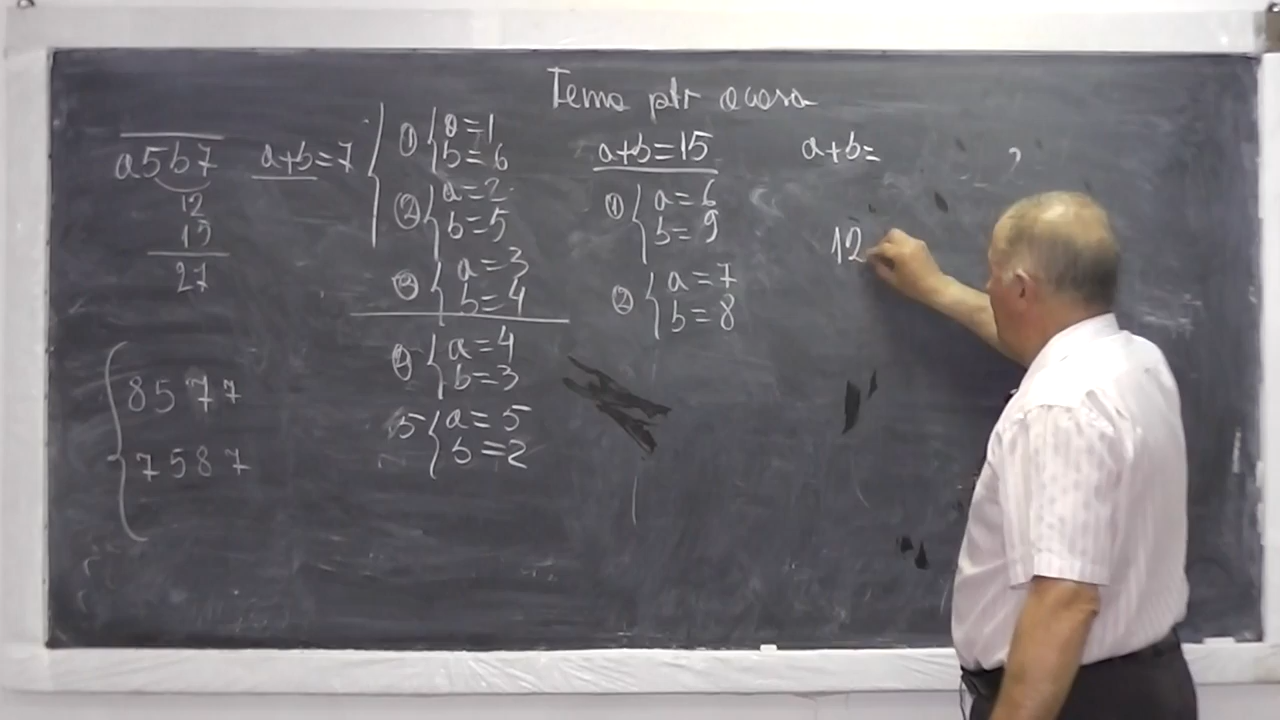 Tema ptr acasa
a5b7
12
15
27
8577
7587
a+b=7
① a=1
b=6
② a=2
b=5
③ a=3
b=4
④ a=4
b=3
5 a=5
b=2
a+b=15
① a=6
b=9
② a=7
b=8
a+b= ?
12